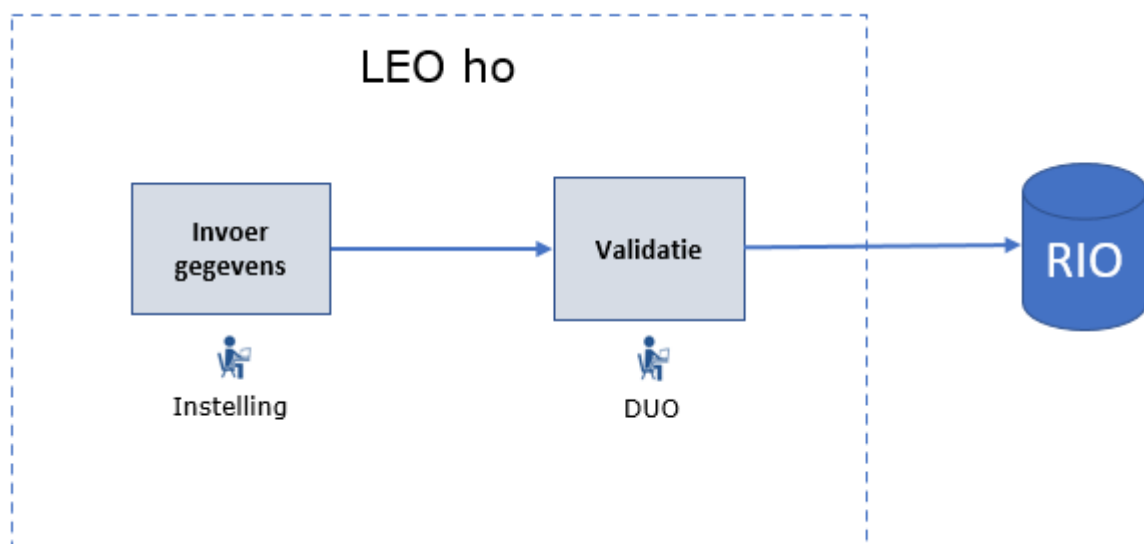 LEO ho
Invoer
gegevens
Validatie
RIO
Instelling
DUO